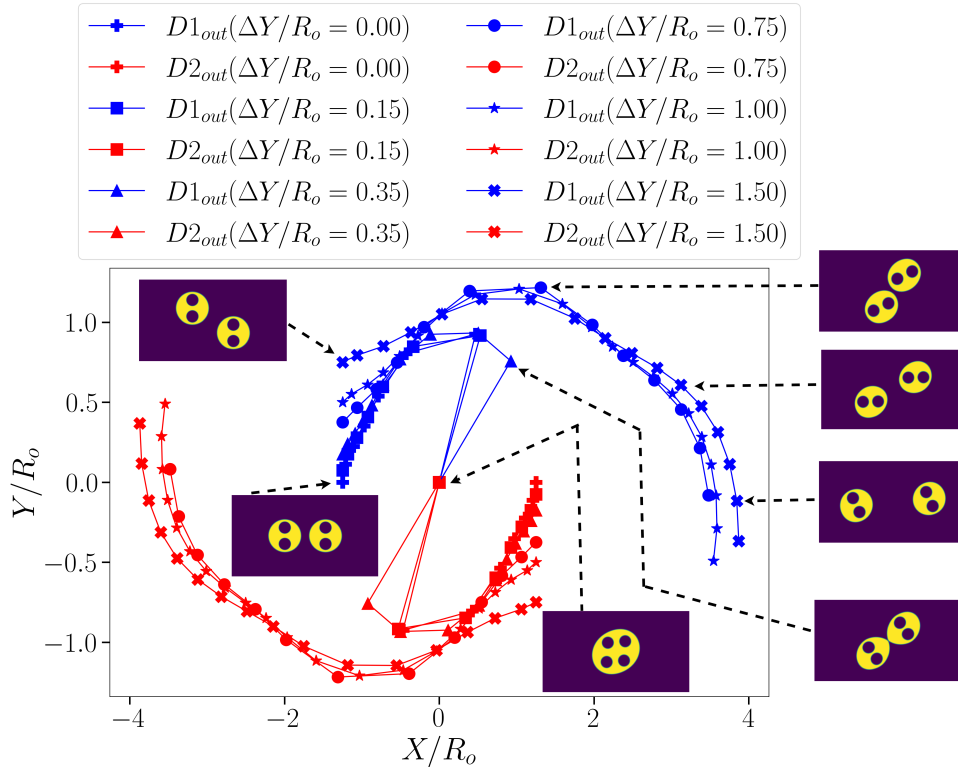 D1out(ΔY/Ro = 0.00) D1out(ΔY/Ro = 0.75)
D2out(ΔY/Ro = 0.00) D2out(ΔY/Ro = 0.75)
D1out(ΔY/Ro = 0.15) D1out(ΔY/Ro = 1.00)
D2out(ΔY/Ro = 0.15) D2out(ΔY/Ro = 1.00)
D1out(ΔY/Ro = 0.35) D1out(ΔY/Ro = 1.50)
D2out(ΔY/Ro = 0.35) D2out(ΔY/Ro = 1.50)
1.0
0.5
0.0
−0.5
−1.0
Y/Ro
−4 −2 0 2 4
X/Ro